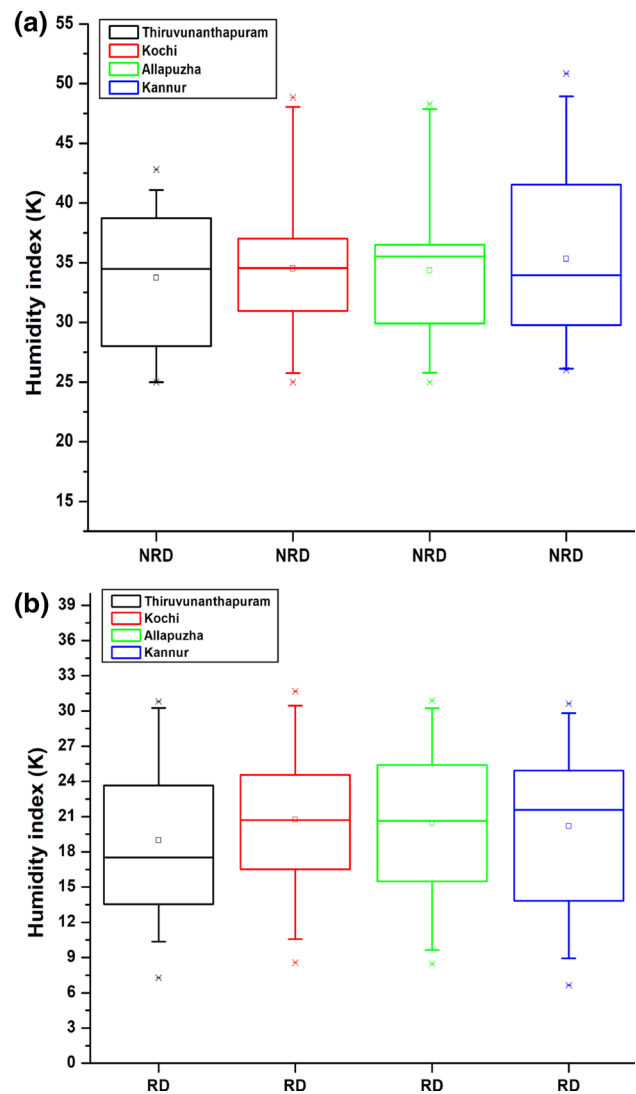 (a)
Thiruvunanthapuram
Kochi
Allapuzha
Kannur
Humidity index (K)
55
50
45
40
35
30
25
20
15
NRD NRD NRD NRD
(b)
Thiruvunanthapuram
Kochi
Allapuzha
Kannur
Humidity index (K)
39
36
33
30
27
24
21
18
15
12
9
6
3
0
RD RD RD RD